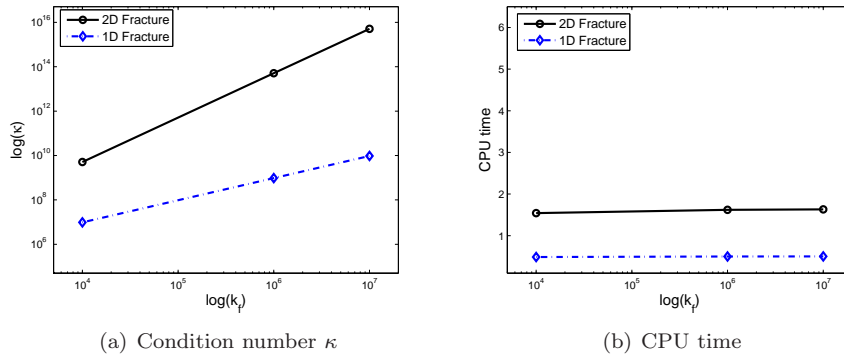 2D Fracture
1D Fracture
10^16
10^14
10^12
10^10
10^8
10^6
log(κ)
10^4
10^5
10^6
10^7
log(k_f)
(a) Condition number κ
2D Fracture
1D Fracture
6
5
4
3
2
1
CPU time
10^4
10^5
10^6
10^7
log(k_f)
(b) CPU time